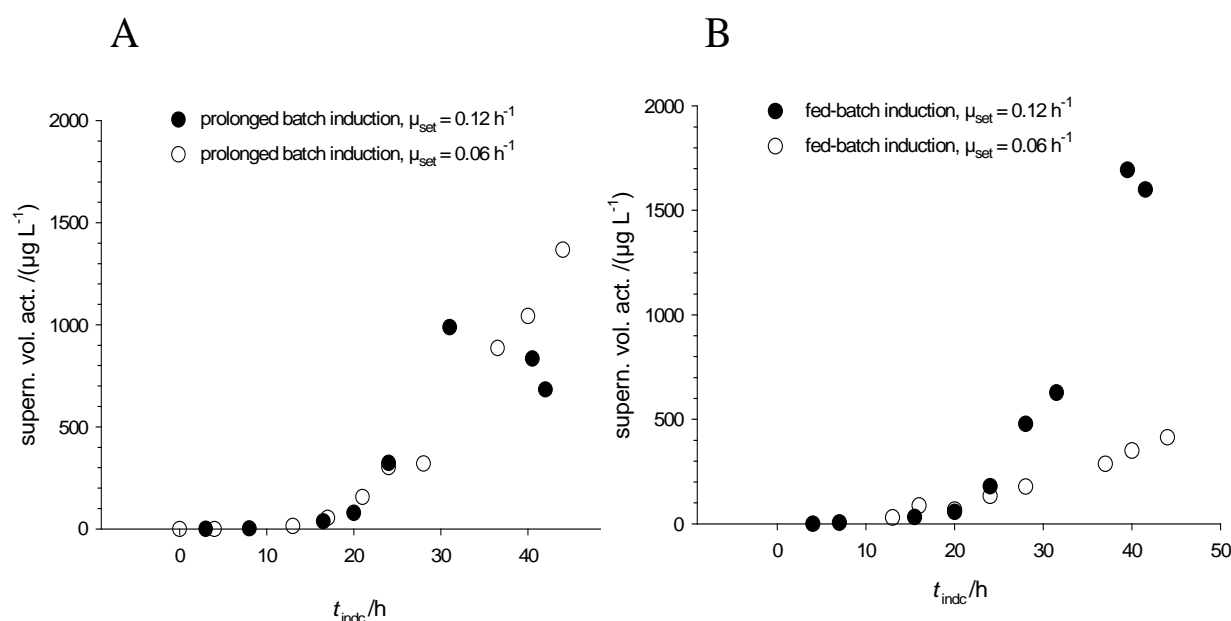 A
prolonged batch induction, μset = 0.12 h-1
prolonged batch induction, μset = 0.06 h-1
2000
1500
1000
500
0
supern. vol. act. /(μg L-1)
0 10 20 30 40
tindc/h
B
fed-batch induction, μset = 0.12 h-1
fed-batch induction, μset = 0.06 h-1
2000
1500
1000
500
0
supern. vol. act. /(μg L-1)
0 10 20 30 40 50
tindc/h